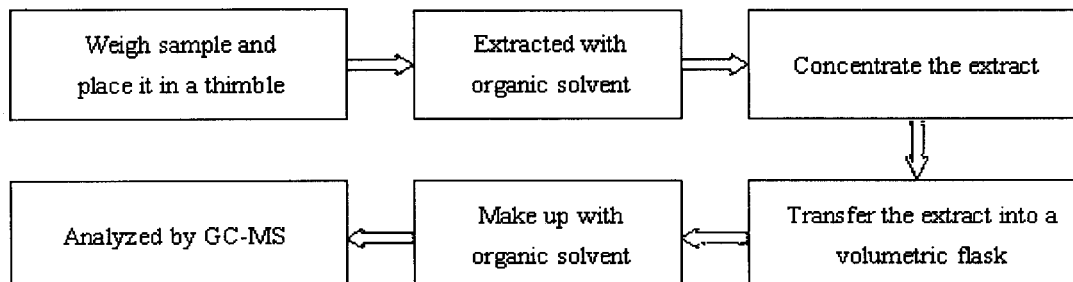 Weigh sample and
place it in a thimble
Extracted with
organic solvent
Concentrate the extract
Transfer the extract into a
volumetric flask
Make up with
organic solvent
Analyzed by GC-MS